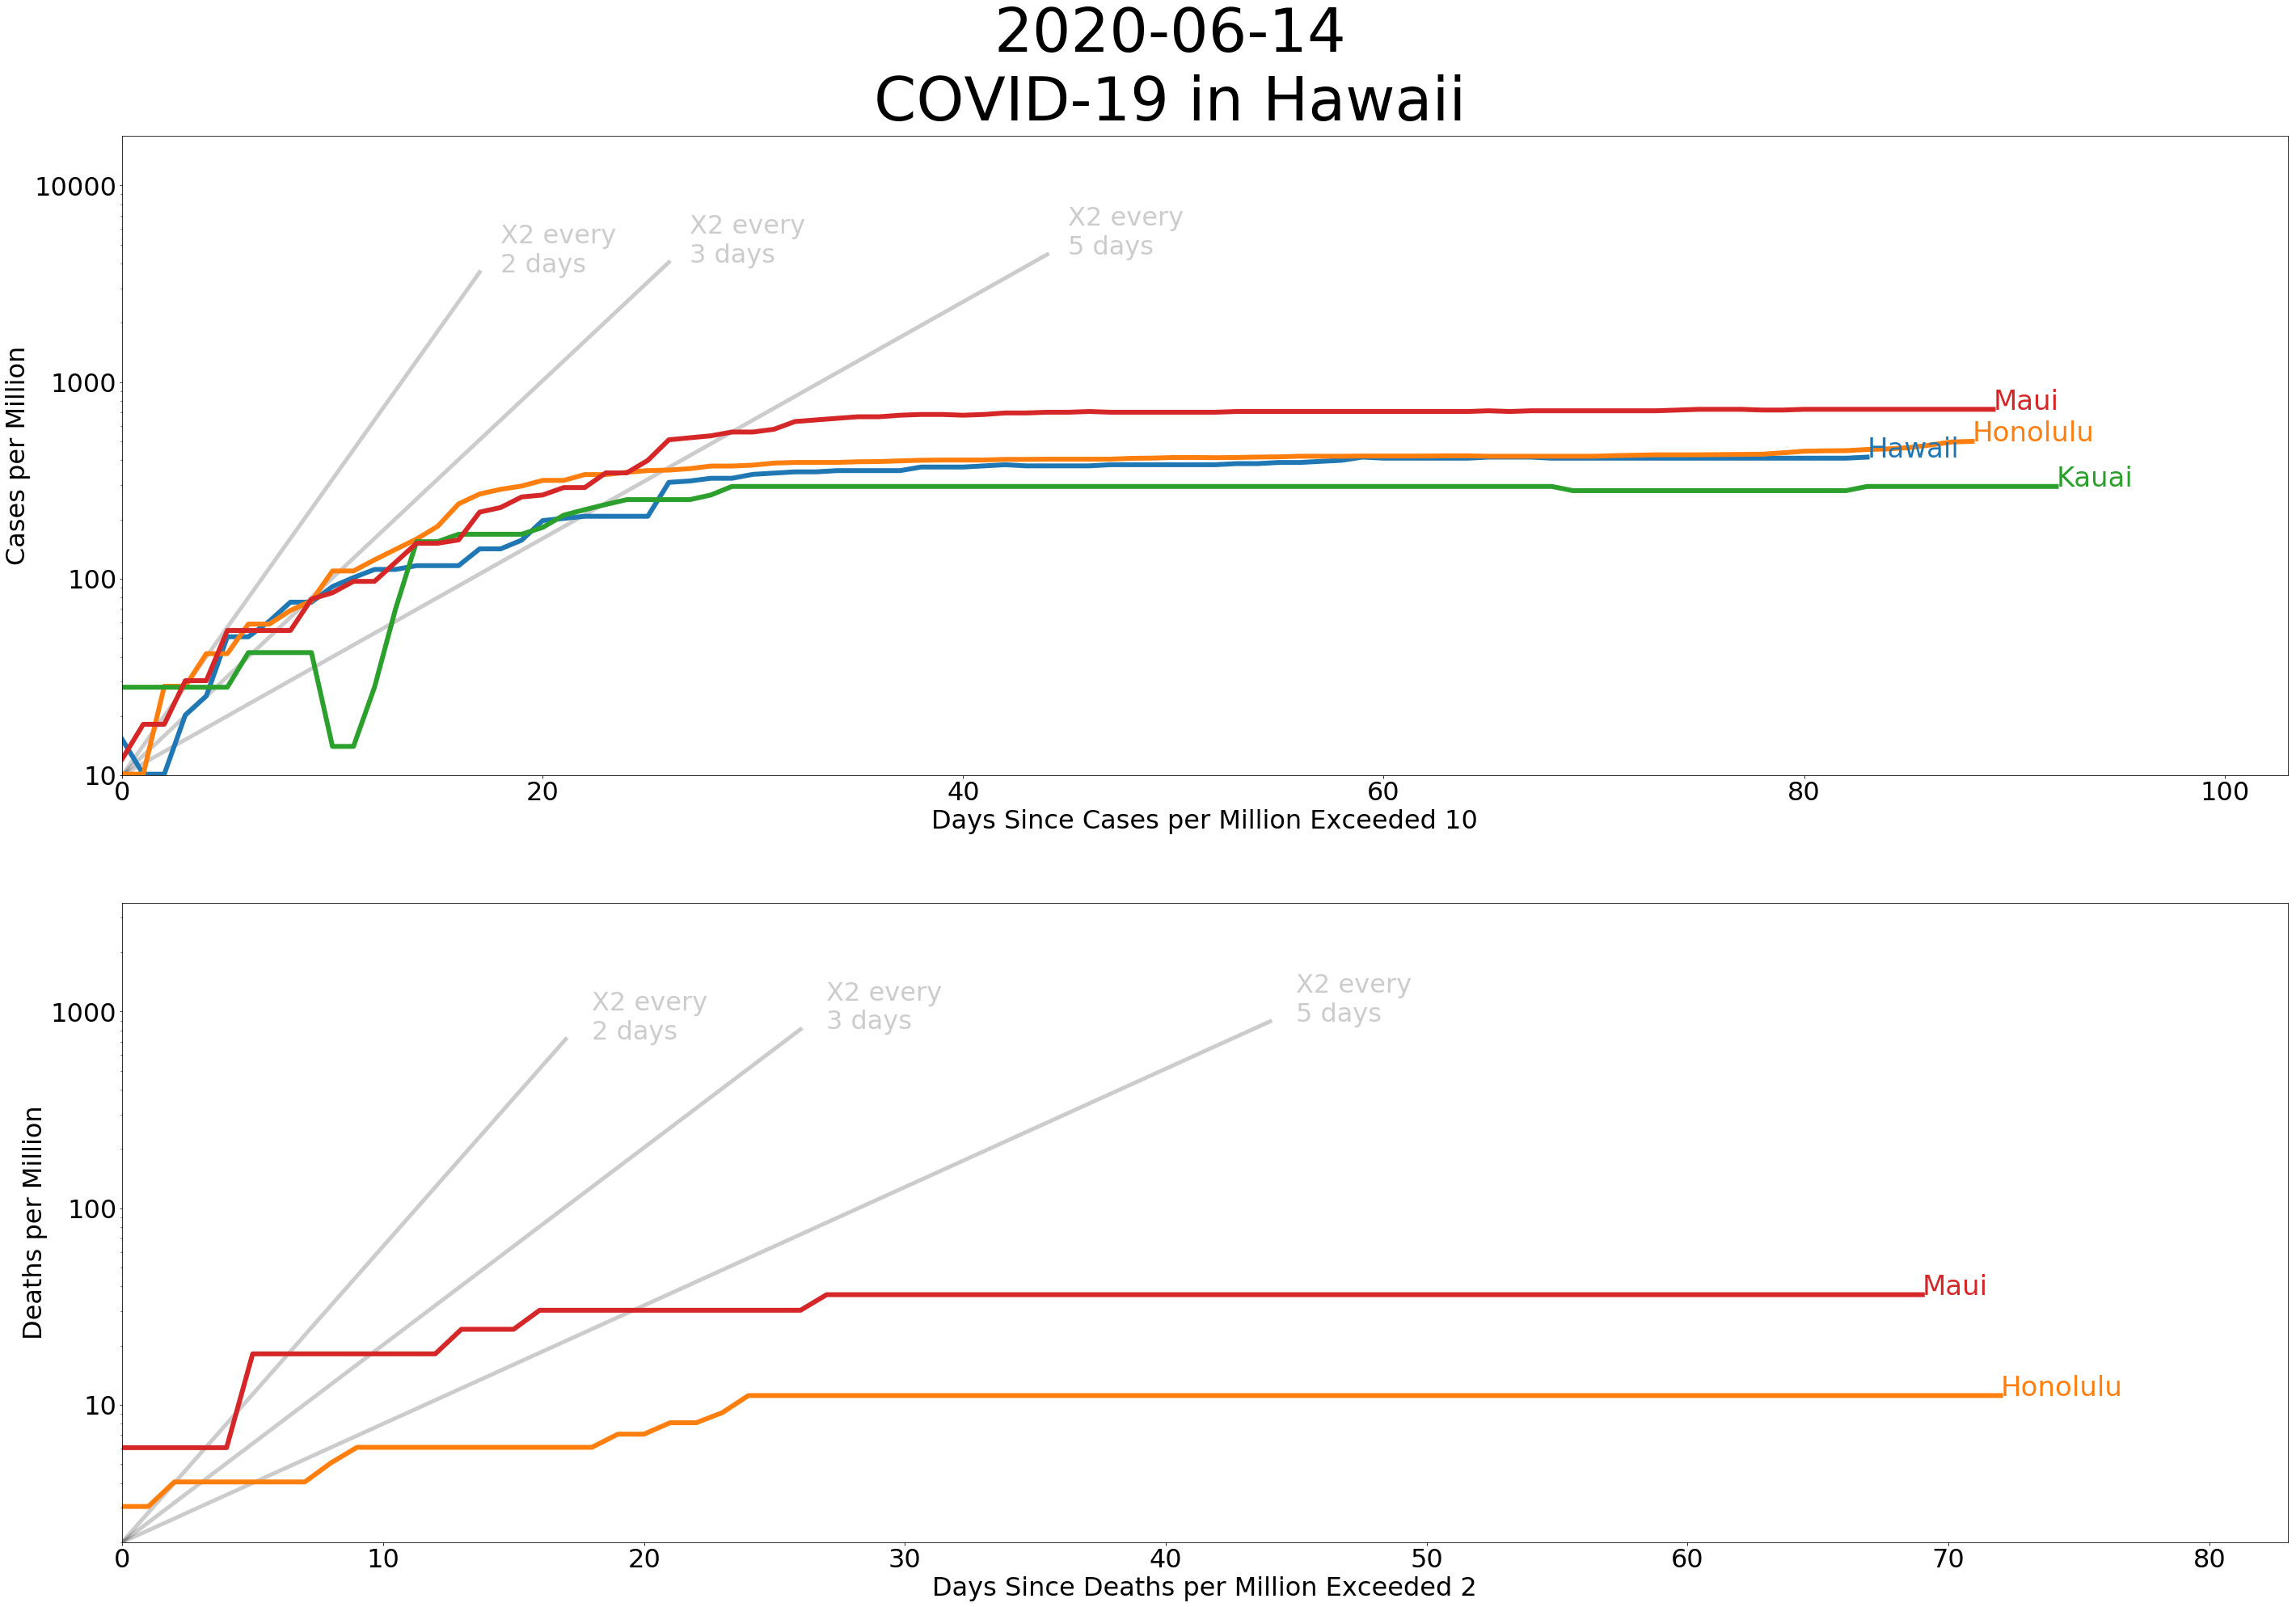 2020-06-14
COVID-19 in Hawaii
Cases per Million
10000
1000
100
10
X2 every
2 days
X2 every
3 days
X2 every
5 days
Maui
Honolulu
Hawaii
Kauai
0
20
40
60
80
100
Days Since Cases per Million Exceeded 10
Deaths per Million
1000
100
10
X2 every
2 days
X2 every
3 days
X2 every
5 days
Maui
Honolulu
0
10
20
30
40
50
60
70
80
Days Since Deaths per Million Exceeded 2